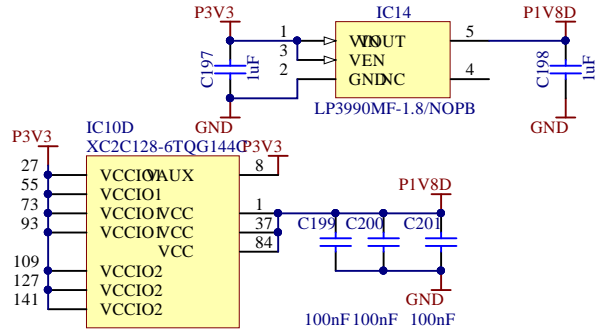 P3V3
IC14
P1V8D
1
VIN
VOUT
5
3
VEN
2
GND
NC
4
C197
1uF
C198
1uF
GND
LP3990MF-1.8/NOPB
GND
IC10D
P3V3
XC2C128-6TQG144C
P3V3
27
VCCIO1
VAUX
8
55
VCCIO1
P1V8D
73
VCCIO1
VCC
1
93
VCCIO1
VCC
37
C199
C200
C201
VCC
84
109
VCCIO2
127
VCCIO2
141
VCCIO2
GND
100nF
100nF
100nF